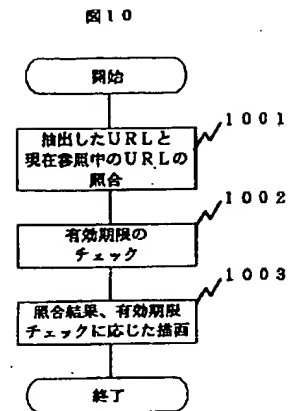 図10
開始
抽出したURLと
現在参照中のURLの
照合
1001
有効期限の
チェック
1002
照合結果、有効期限
チェックに応じた描画
1003
終了